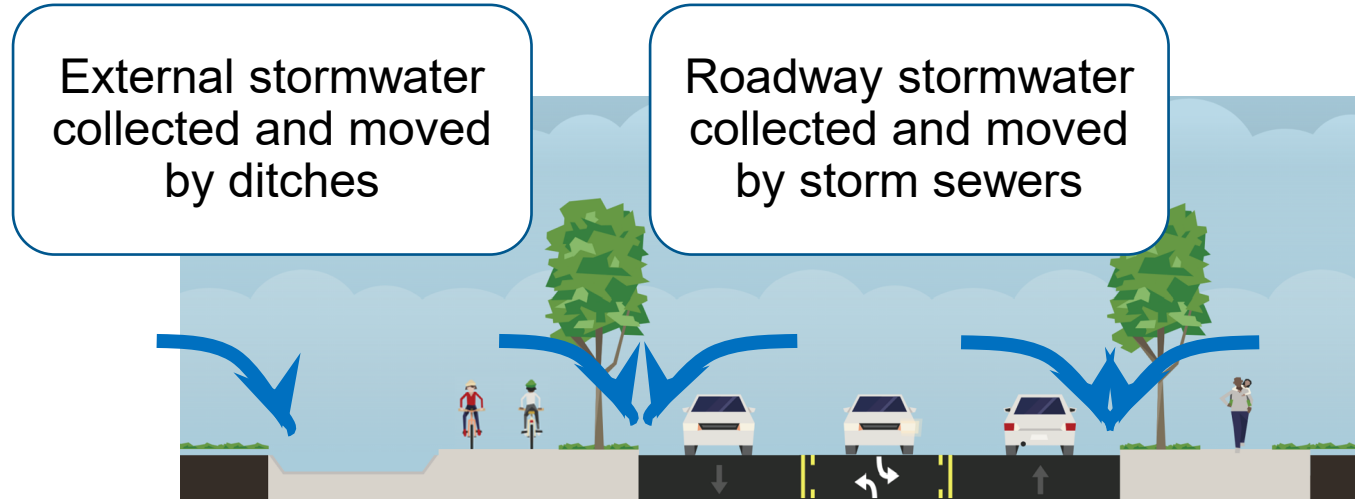 External stormwater
collected and moved
by ditches
Roadway stormwater
collected and moved
by storm sewers